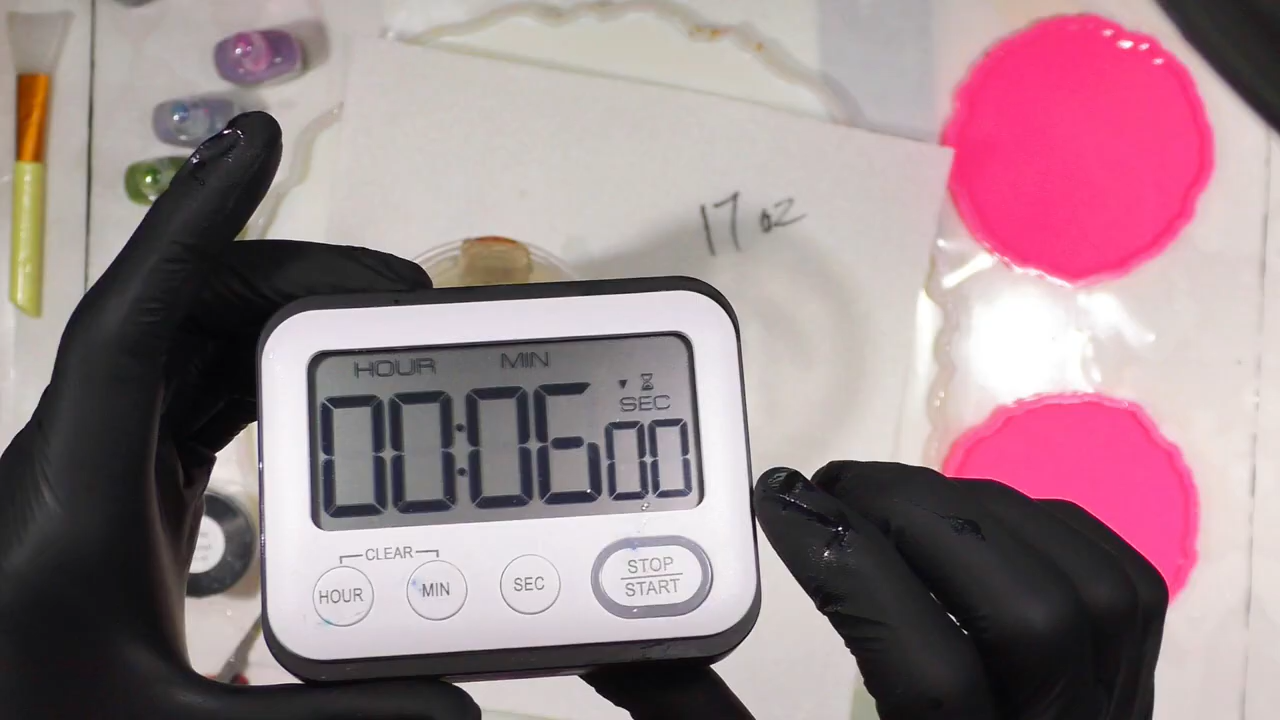 17 oz
HOUR MIN
SEC
00:06 00
CLEAR
HOUR MIN SEC STOP
START